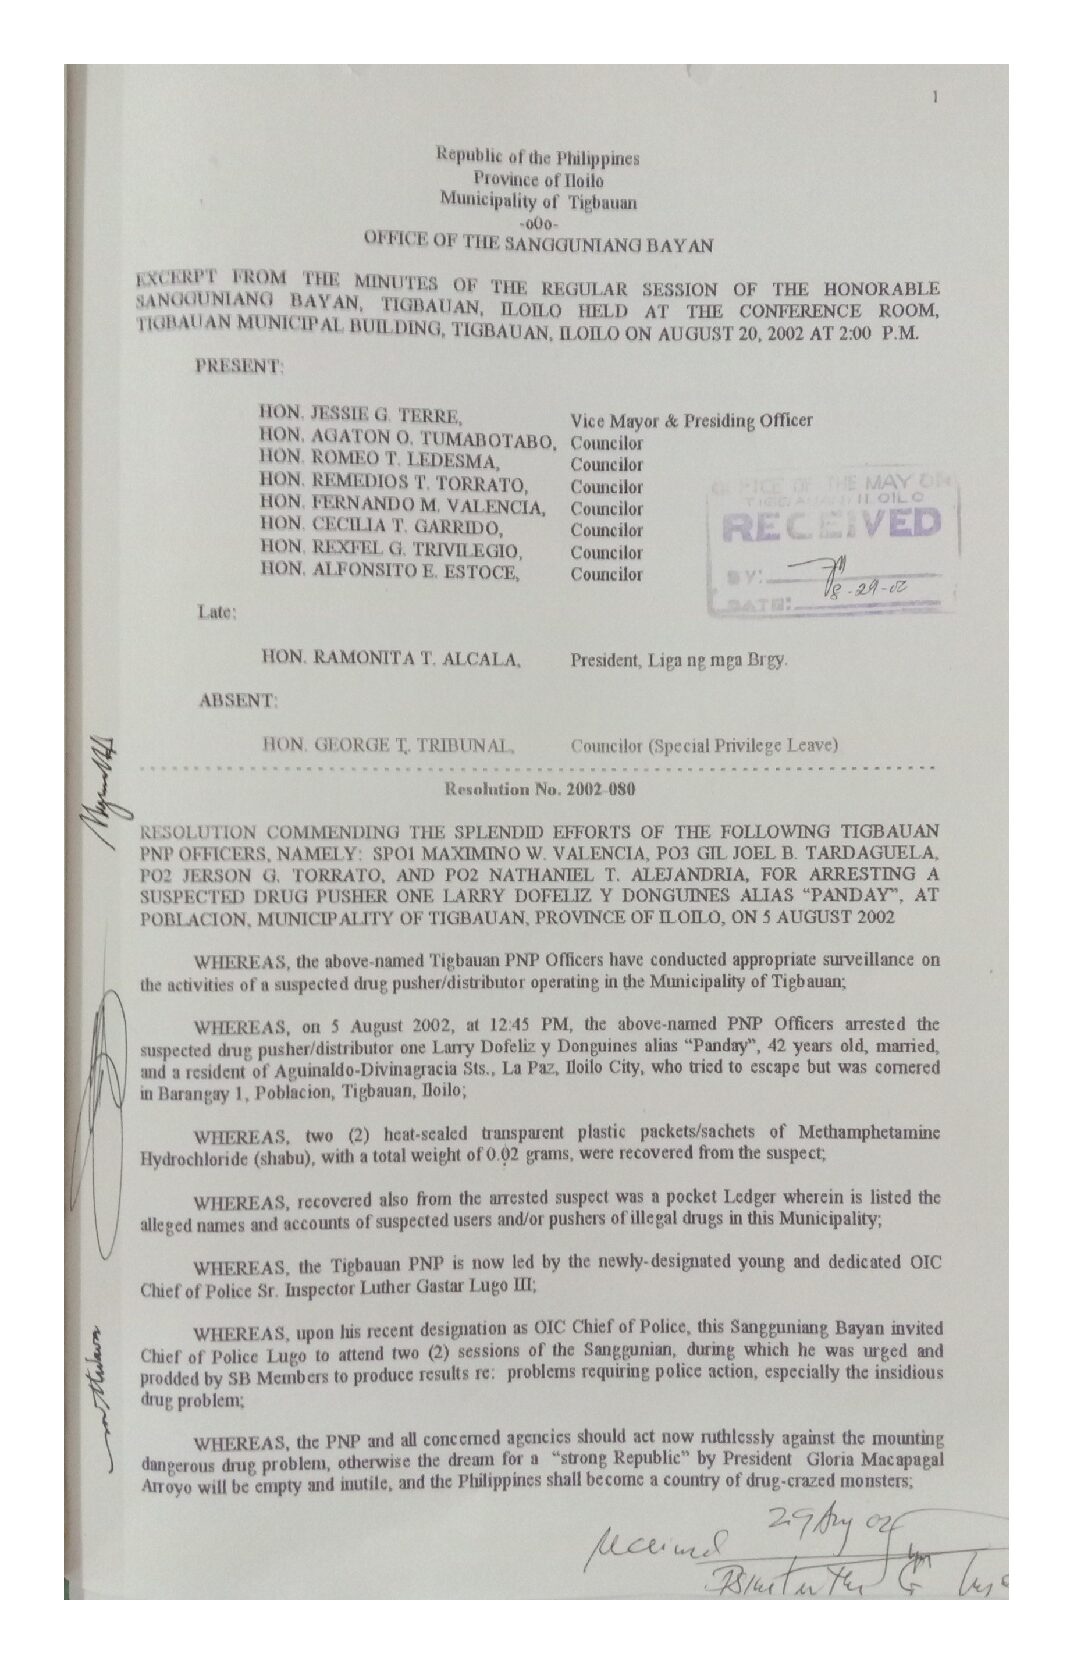 1
Republic of the Philippines
Province of Iloilo
Municipality of Tigbauan
-o0o-
OFFICE OF THE SANGGUNIANG BAYAN
EXCERPT FROM THE MINUTES OF THE REGULAR SESSION OF THE HONORABLE
SANGGUNIANG BAYAN, TIGBAUAN, ILOILO HELD AT THE CONFERENCE ROOM,
TIGBAUAN MUNICIPAL BUILDING, TIGBAUAN, ILOILO ON AUGUST 20, 2002 AT 2:00 P.M.
PRESENT:
HON. JESSIE G. TERRE, Vice Mayor & Presiding Officer
HON. AGATON O. TUMABOTABO, Councilor
HON. ROMEO T. LEDESMA, Councilor
HON. REMEDIOS T. TORRATO, Councilor
HON. FERNANDO M. VALENCIA, Councilor
HON. CECILIA T. GARRIDO, Councilor
HON. REXFEL G. TRIVILEGIO, Councilor
HON. ALFONSITO E. ESTOCE, Councilor
OFFICE OF THE MAYOR
TIGBAUAN, ILOILO
RECEIVED
BY:
8-29-02
DATE:
Late:
HON. RAMONITA T. ALCALA, President, Liga ng mga Brgy.
ABSENT:
HON. GEORGE T. TRIBUNAL, Councilor (Special Privilege Leave)
Resolution No. 2002-080
RESOLUTION COMMENDING THE SPLENDID EFFORTS OF THE FOLLOWING TIGBAUAN
PNP OFFICERS, NAMELY: SPO1 MAXIMINO W. VALENCIA, PO3 GIL JOEL B. TARDAGUELA,
PO2 JERSON G. TORRATO, AND PO2 NATHANIEL T. ALEJANDRIA, FOR ARRESTING A
SUSPECTED DRUG PUSHER ONE LARRY DOFELIZ Y DONGUINES ALIAS “PANDAY”, AT
POBLACION, MUNICIPALITY OF TIGBAUAN, PROVINCE OF ILOILO, ON 5 AUGUST 2002
WHEREAS, the above-named Tigbauan PNP Officers have conducted appropriate surveillance on
the activities of a suspected drug pusher/distributor operating in the Municipality of Tigbauan;
WHEREAS, on 5 August 2002, at 12:45 PM, the above-named PNP Officers arrested the
suspected drug pusher/distributor one Larry Dofeliz y Donguines alias “Panday”, 42 years old, married,
and a resident of Aguinaldo-Divinagracia Sts., La Paz, Iloilo City, who tried to escape but was cornered
in Barangay 1, Poblacion, Tigbauan, Iloilo;
WHEREAS, two (2) heat-sealed transparent plastic packets/sachets of Methamphetamine
Hydrochloride (shabu), with a total weight of 0.02 grams, were recovered from the suspect;
WHEREAS, recovered also from the arrested suspect was a pocket Ledger wherein is listed the
alleged names and accounts of suspected users and/or pushers of illegal drugs in this Municipality;
WHEREAS, the Tigbauan PNP is now led by the newly-designated young and dedicated OIC
Chief of Police Sr. Inspector Luther Gastar Lugo III;
WHEREAS, upon his recent designation as OIC Chief of Police, this Sangguniang Bayan invited
Chief of Police Lugo to attend two (2) sessions of the Sanggunian, during which he was urged and
prodded by SB Members to produce results re: problems requiring police action, especially the insidious
drug problem;
WHEREAS, the PNP and all concerned agencies should act now ruthlessly against the mounting
dangerous drug problem, otherwise the dream for a “strong Republic” by President Gloria Macapagal
Arroyo will be empty and inutile, and the Philippines shall become a country of drug-crazed monsters;
29 Aug 02
Received